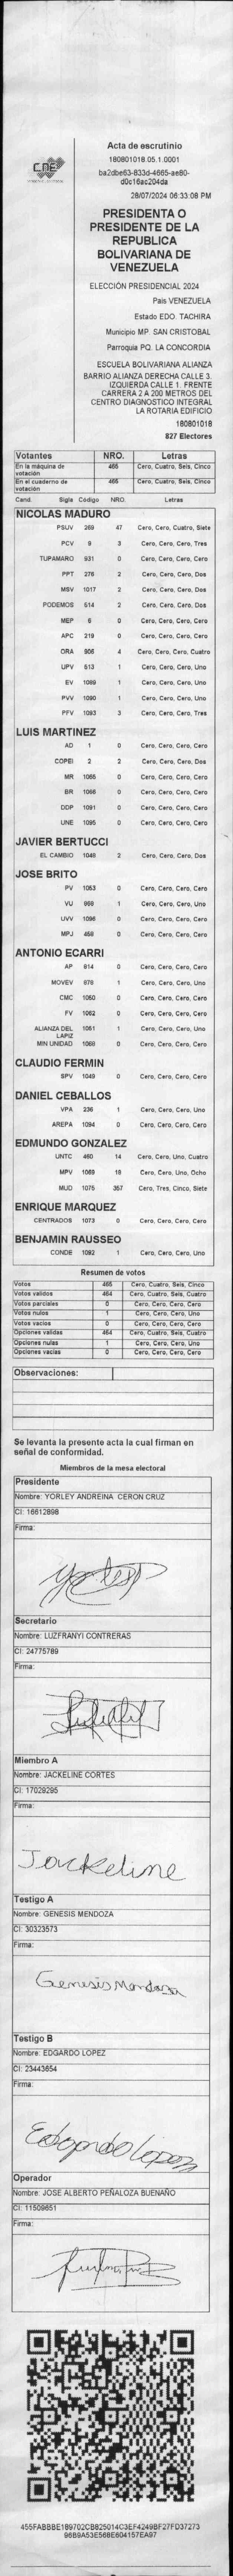 CNE
Acta de escrutinio
180801018.05.1.0001
ba2dbe63-833d-4665-ae80-
d0c16ac204da
28/07/2024 06:33:08 PM
PRESIDENTA O
PRESIDENTE DE LA
REPUBLICA
BOLIVARIANA DE
VENEZUELA
ELECCIÓN PRESIDENCIAL 2024
Pais VENEZUELA
Estado EDO. TACHIRA
Municipio MP. SAN CRISTOBAL
Parroquia PQ. LA CONCORDIA
ESCUELA BOLIVARIANA ALIANZA
BARRIO ALIANZA DERECHA CALLE 3.
IZQUIERDA CALLE 1. FRENTE
CARRERA 2 A 200 METROS DEL
CENTRO DIAGNOSTICO INTEGRAL
LA ROTARIA EDIFICIO
180801018
827 Electores
Votantes NRO. Letras
En la máquina de votación 465 Cero, Cuatro, Seis, Cinco
En el cuaderno de votación 465 Cero, Cuatro, Seis, Cinco
Cand. Sigla Codigo NRO. Letras
NICOLAS MADURO
PSUV 269 47 Cero, Cero, Cuatro, Siete
PCV 9 3 Cero, Cero, Cero, Tres
TUPAMARO 931 0 Cero, Cero, Cero, Cero
PPT 276 2 Cero, Cero, Cero, Dos
MSV 1017 2 Cero, Cero, Cero, Dos
PODEMOS 514 2 Cero, Cero, Cero, Dos
MEP 6 0 Cero, Cero, Cero, Cero
APC 219 0 Cero, Cero, Cero, Cero
ORA 906 4 Cero, Cero, Cero, Cuatro
UPV 613 1 Cero, Cero, Cero, Uno
EV 1089 1 Cero, Cero, Cero, Uno
PVV 1090 1 Cero, Cero, Cero, Uno
PFV 1093 3 Cero, Cero, Cero, Tres
LUIS MARTINEZ
AD 1 0 Cero, Cero, Cero, Cero
COPEI 2 2 Cero, Cero, Cero, Dos
MR 1065 0 Cero, Cero, Cero, Cero
BR 1066 0 Cero, Cero, Cero, Cero
DDP 1091 0 Cero, Cero, Cero, Cero
UNE 1095 0 Cero, Cero, Cero, Cero
JAVIER BERTUCCI
EL CAMBIO 1048 2 Cero, Cero, Cero, Dos
JOSE BRITO
PV 1053 0 Cero, Cero, Cero, Cero
VU 969 1 Cero, Cero, Cero, Uno
UVV 1096 0 Cero, Cero, Cero, Cero
MPJ 458 0 Cero, Cero, Cero, Cero
ANTONIO ECARRI
AP 814 0 Cero, Cero, Cero, Cero
MOVEV 878 1 Cero, Cero, Cero, Uno
CMC 1050 0 Cero, Cero, Cero, Cero
FV 1052 0 Cero, Cero, Cero, Cero
ALIANZA DEL LAPIZ 1051 1 Cero, Cero, Cero, Uno
MIN UNIDAD 1068 0 Cero, Cero, Cero, Cero
CLAUDIO FERMIN
SPV 1049 0 Cero, Cero, Cero, Cero
DANIEL CEBALLOS
VPA 236 1 Cero, Cero, Cero, Uno
AREPA 1094 0 Cero, Cero, Cero, Cero
EDMUNDO GONZALEZ
UNTC 460 14 Cero, Cero, Uno, Cuatro
MPV 1069 18 Cero, Cero, Uno, Ocho
MUD 1075 357 Cero, Tres, Cinco, Siete
ENRIQUE MARQUEZ
CENTRADOS 1073 0 Cero, Cero, Cero, Cero
BENJAMIN RAUSSEO
CONDE 1092 1 Cero, Cero, Cero, Uno
Resumen de votos
Votos 465 Cero, Cuatro, Seis, Cinco
Votos validos 464 Cero, Cuatro, Seis, Cuatro
Votos parciales 0 Cero, Cero, Cero, Cero
Votos nulos 1 Cero, Cero, Cero, Uno
Votos vacios 0 Cero, Cero, Cero, Cero
Opciones validas 464 Cero, Cuatro, Seis, Cuatro
Opciones nulas 1 Cero, Cero, Cero, Uno
Opciones vacias 0 Cero, Cero, Cero, Cero
Observaciones:
Se levanta la presente acta la cual firman en
señal de conformidad.
Miembros de la mesa electoral
Presidente
Nombre: YORLEY ANDREINA CERON CRUZ
CI: 16612898
Firma:
Secretario
Nombre: LUZFRANYI CONTRERAS
CI: 24775789
Firma:
Miembro A
Nombre: JACKELINE CORTES
CI: 17029295
Firma:
Jackeline
Testigo A
Nombre: GENESIS MENDOZA
CI: 30323573
Firma:
Genesis Mendoza
Testigo B
Nombre: EDGARDO LOPEZ
CI: 23443654
Firma:
Edgardo Lopez
Operador
Nombre: JOSE ALBERTO PEÑALOZA BUENAÑO
CI: 11509651
Firma:
455FABBBE189702CB825014C3EF4249BF27FD37273
96B9A53E568E604157EA97